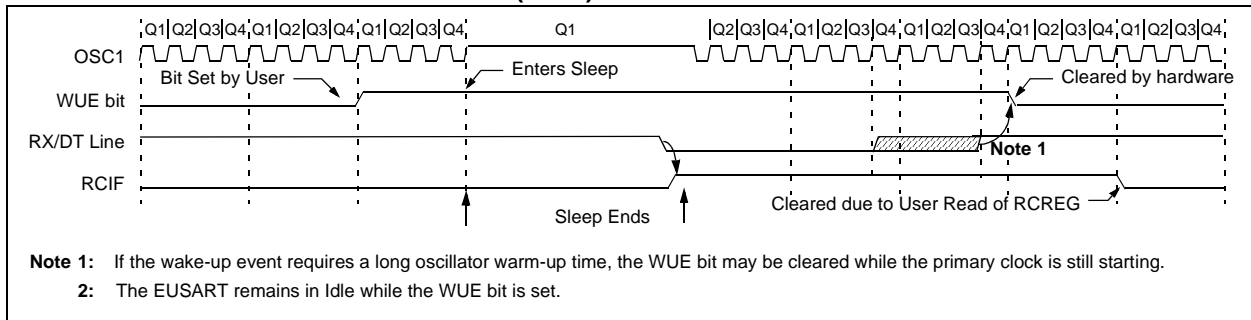 Q1 Q2 Q3 Q4 Q1 Q2 Q3 Q4 Q1 Q2 Q3 Q4 Q1 Q2 Q3 Q4 Q1 Q2 Q3 Q4 Q1 Q2 Q3 Q4 Q1 Q2 Q3 Q4 Q1 Q2 Q3 Q4
OSC1
Bit Set by User
Enters Sleep
Cleared by hardware
WUE bit
RX/DT Line
Note 1
RCIF
Sleep Ends
Cleared due to User Read of RCREG
Note 1: If the wake-up event requires a long oscillator warm-up time, the WUE bit may be cleared while the primary clock is still starting.
2: The EUSART remains in Idle while the WUE bit is set.